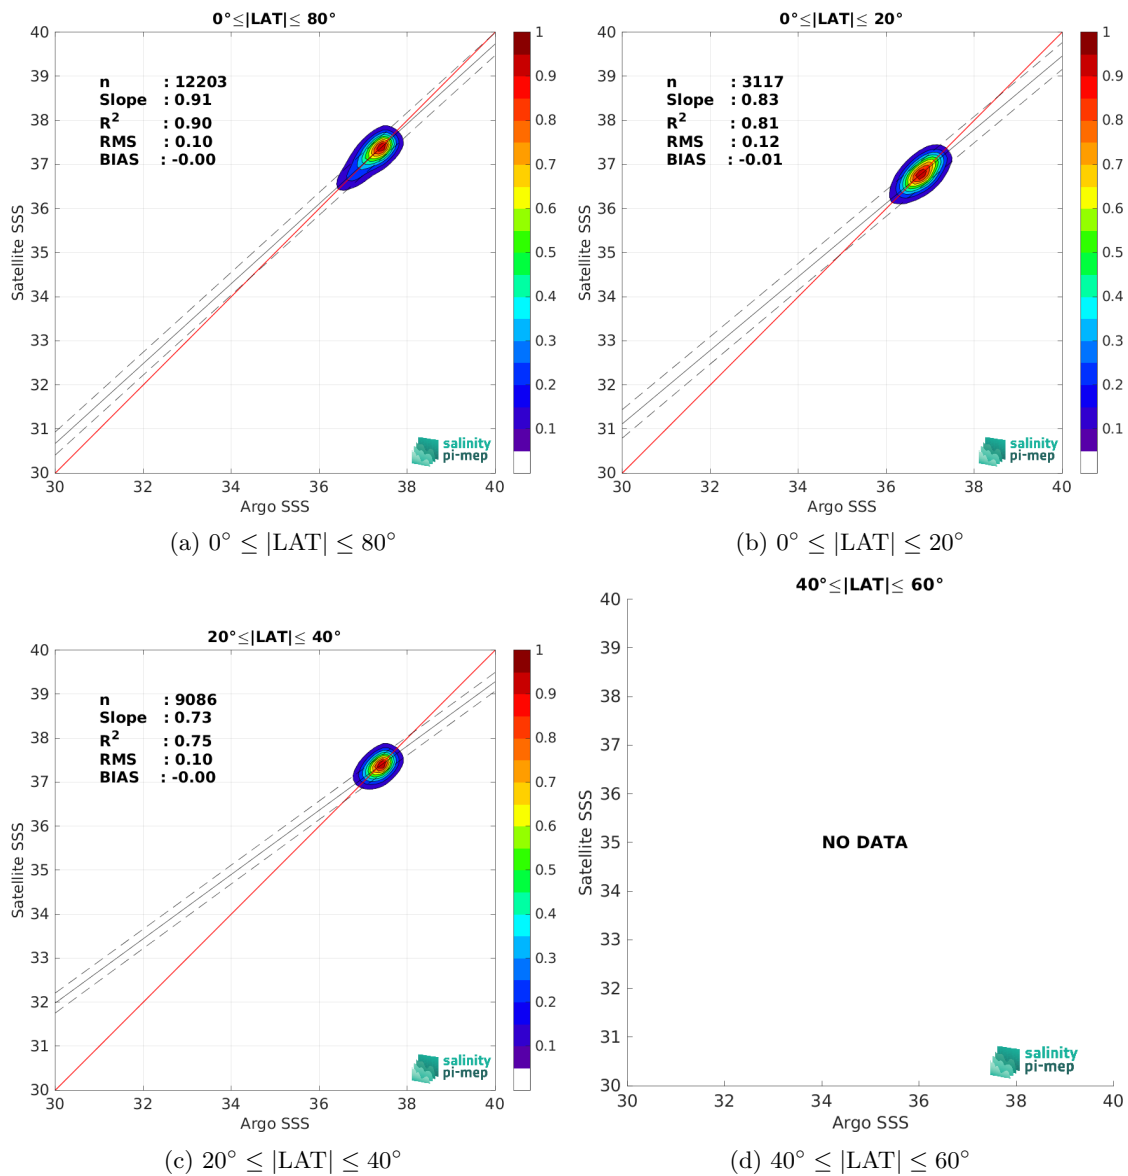 0°≤|LAT|≤ 80°
40
39
38
37
36
35
34
33
32
31
30
Satellite SSS
n : 12203
Slope : 0.91
R² : 0.90
RMS : 0.10
BIAS : -0.00
salinity
pi-mep
30 32 34 36 38 40
Argo SSS
1
0.9
0.8
0.7
0.6
0.5
0.4
0.3
0.2
0.1
(a) 0° ≤ |LAT| ≤ 80°
0°≤|LAT|≤ 20°
40
39
38
37
36
35
34
33
32
31
30
Satellite SSS
n : 3117
Slope : 0.83
R² : 0.81
RMS : 0.12
BIAS : -0.01
salinity
pi-mep
30 32 34 36 38 40
Argo SSS
1
0.9
0.8
0.7
0.6
0.5
0.4
0.3
0.2
0.1
(b) 0° ≤ |LAT| ≤ 20°
20°≤|LAT|≤ 40°
40
39
38
37
36
35
34
33
32
31
30
Satellite SSS
n : 9086
Slope : 0.73
R² : 0.75
RMS : 0.10
BIAS : -0.00
salinity
pi-mep
30 32 34 36 38 40
Argo SSS
1
0.9
0.8
0.7
0.6
0.5
0.4
0.3
0.2
0.1
(c) 20° ≤ |LAT| ≤ 40°
40°≤|LAT|≤ 60°
40
39
38
37
36
35
34
33
32
31
30
Satellite SSS
NO DATA
salinity
pi-mep
30 32 34 36 38 40
Argo SSS
(d) 40° ≤ |LAT| ≤ 60°